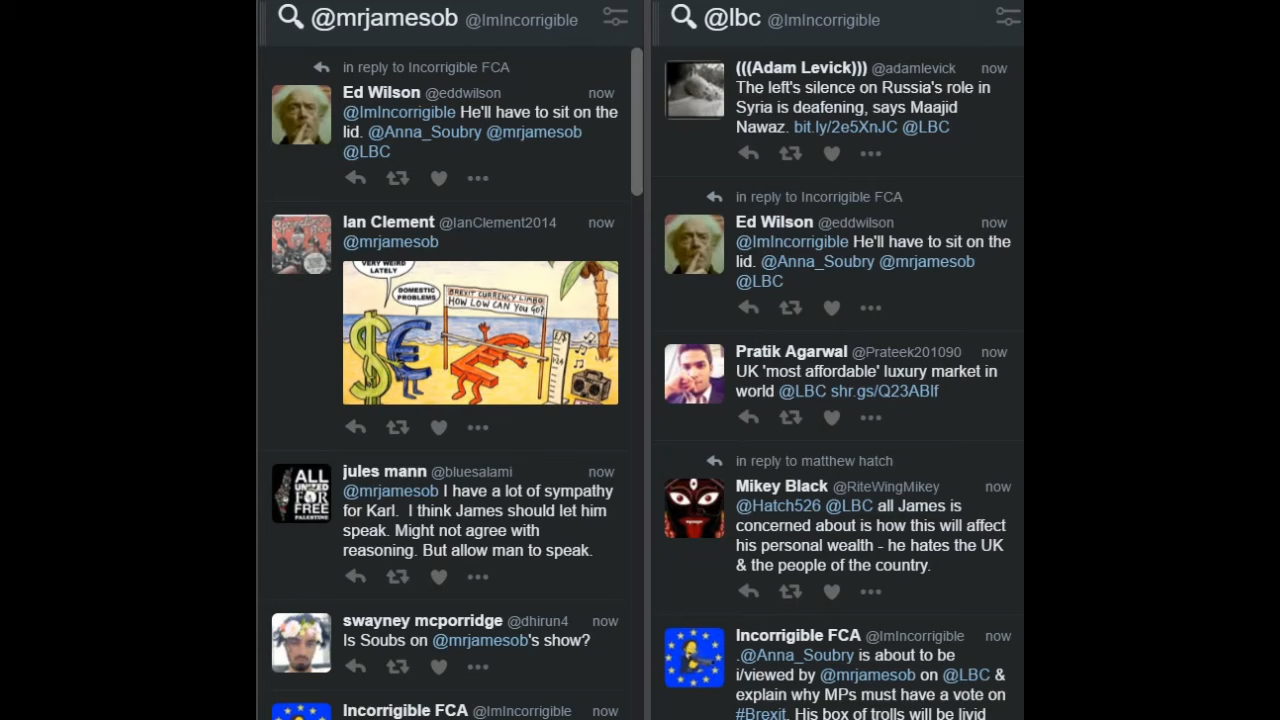 @mrjamesob @ImIncorrigible
in reply to Incorrigible FCA
Ed Wilson @eddwilson now
@ImIncorrigible He'll have to sit on the
lid. @Anna_Soubry @mrjamesob
@LBC
Ian Clement @IanClement2014 now
@mrjamesob
VERY WEIRD
LATELY
DOMESTIC
PROBLEMS
BREXIT CURRENCY LIMBO
HOW LOW CAN YOU GO?
jules mann @bluesalami now
@mrjamesob I have a lot of sympathy
for Karl. I think James should let him
speak. Might not agree with
reasoning. But allow man to speak.
ALL
UNITED
FOR
FREE
PALESTINE
swayney mcporridge @dhirun4 now
Is Soubs on @mrjamesob's show?
Incorrigible FCA @ImIncorrigible now
@lbc @ImIncorrigible
(((Adam Levick))) @adamlevick now
The left's silence on Russia's role in
Syria is deafening, says Maajid
Nawaz. bit.ly/2e5XnJC @LBC
in reply to Incorrigible FCA
Ed Wilson @eddwilson now
@ImIncorrigible He'll have to sit on the
lid. @Anna_Soubry @mrjamesob
@LBC
Pratik Agarwal @Prateek201090 now
UK 'most affordable' luxury market in
world @LBC shr.gs/Q23ABlf
in reply to matthew hatch
Mikey Black @RiteWingMikey now
@Hatch526 @LBC all James is
concerned about is how this will affect
his personal wealth - he hates the UK
& the people of the country.
Incorrigible FCA @ImIncorrigible now
.@Anna_Soubry is about to be
i/viewed by @mrjamesob on @LBC &
explain why MPs must have a vote on
#Brexit. His box of trolls will be livid